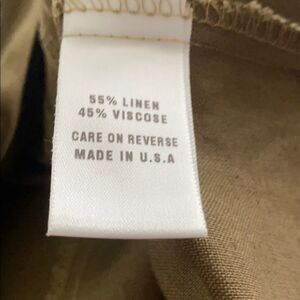 55% LINEN
45% VISCOSE
CARE ON REVERSE
MADE IN U.S.A